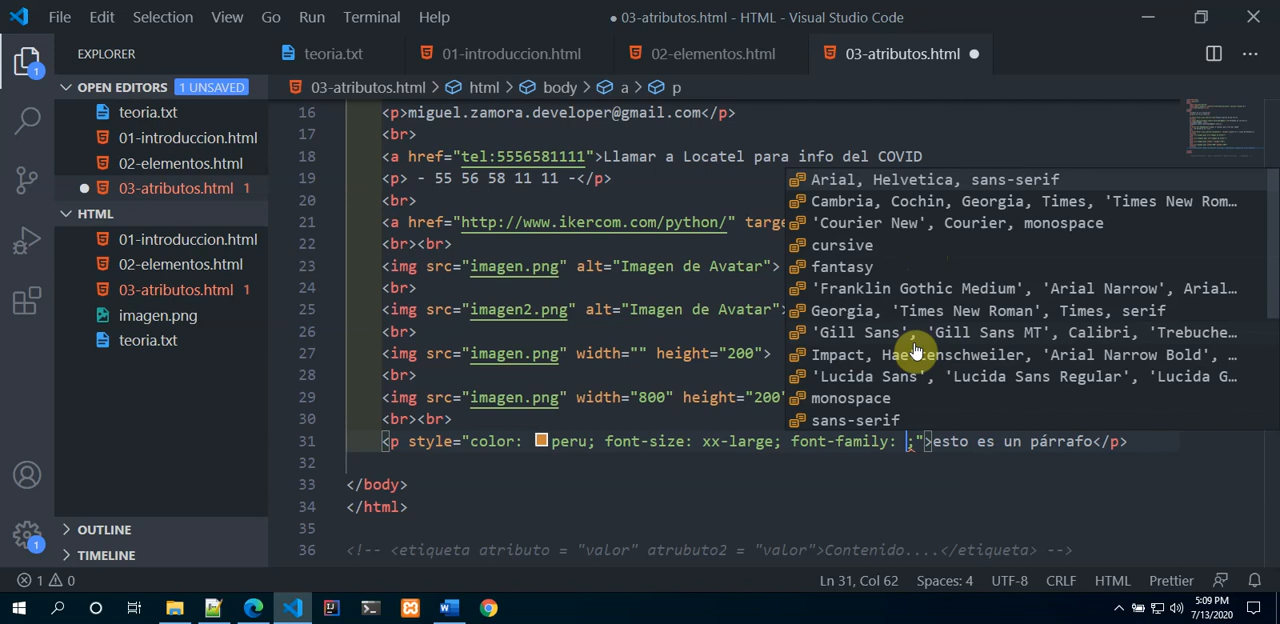 File Edit Selection View Go Run Terminal Help
● 03-atributos.html - HTML - Visual Studio Code
EXPLORER
teoria.txt
01-introduccion.html
02-elementos.html
03-atributos.html
OPEN EDITORS 1 UNSAVED
03-atributos.html > html > body > a > p
teoria.txt
01-introduccion.html
02-elementos.html
03-atributos.html 1
HTML
01-introduccion.html
02-elementos.html
03-atributos.html 1
imagen.png
teoria.txt
OUTLINE
TIMELINE
16 <p>miguel.zamora.developer@gmail.com</p>
17 <br>
18 <a href="tel:5556581111">Llamar a Locatel para info del COVID
19 <p> - 55 56 58 11 11 -</p>
20 <br>
21 <a href="http://www.ikercom.com/python/" targe
22 <br><br>
23 <img src="imagen.png" alt="Imagen de Avatar">
24 <br>
25 <img src="imagen2.png" alt="Imagen de Avatar"
26 <br>
27 <img src="imagen.png" width="" height="200">
28 <br>
29 <img src="imagen.png" width="800" height="200"
30 <br><br>
31 <p style="color: peru; font-size: xx-large; font-family: ;">esto es un párrafo</p>
32
33 </body>
34 </html>
35
36 <!-- <etiqueta atributo = "valor" atrubuto2 = "valor">Contenido....</etiqueta> -->
Arial, Helvetica, sans-serif
Cambria, Cochin, Georgia, Times, 'Times New Rom…
'Courier New', Courier, monospace
cursive
fantasy
'Franklin Gothic Medium', 'Arial Narrow', Arial…
Georgia, 'Times New Roman', Times, serif
'Gill Sans', 'Gill Sans MT', Calibri, 'Trebuche…
Impact, Haettenschweiler, 'Arial Narrow Bold', …
'Lucida Sans', 'Lucida Sans Regular', 'Lucida G…
monospace
sans-serif
1 0
Ln 31, Col 62 Spaces: 4 UTF-8 CRLF HTML Prettier
5:09 PM
7/13/2020